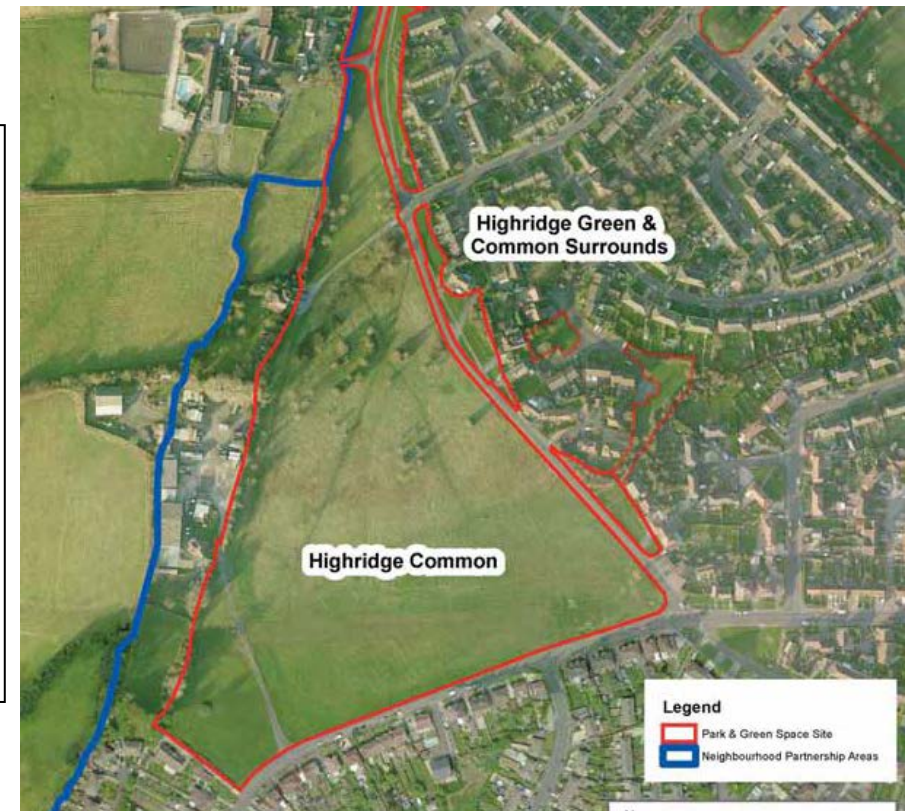 Highridge Green &
Common Surrounds
Highridge Common
Legend
Park & Green Space Site
Neighbourhood Partnership Areas